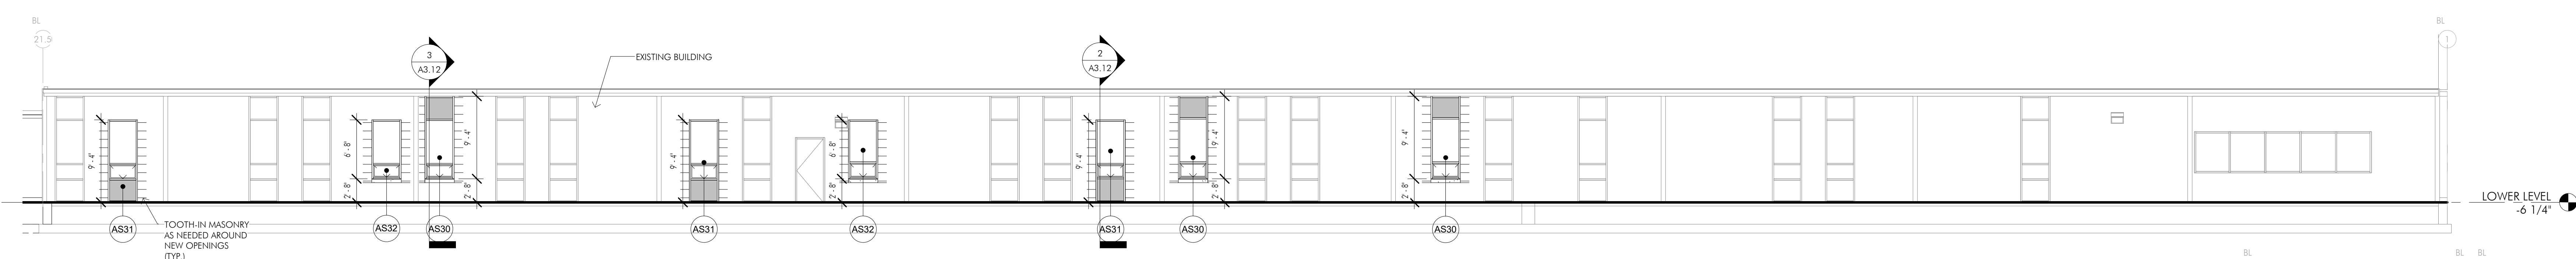 BL
BL
21.5
1
3
A3.12
2
A3.12
EXISTING BUILDING
9'-4"
6'-8"
2'-8"
9'-4"
2'-8"
9'-4"
6'-8"
2'-8"
9'-4"
9'-4"
2'-8"
9'-4"
2'-8"
AS31
AS32
AS30
AS31
AS32
AS31
AS30
AS30
TOOTH-IN MASONRY
AS NEEDED AROUND
NEW OPENINGS
(TYP.)
LOWER LEVEL
-6 1/4"
BL
BL
BL